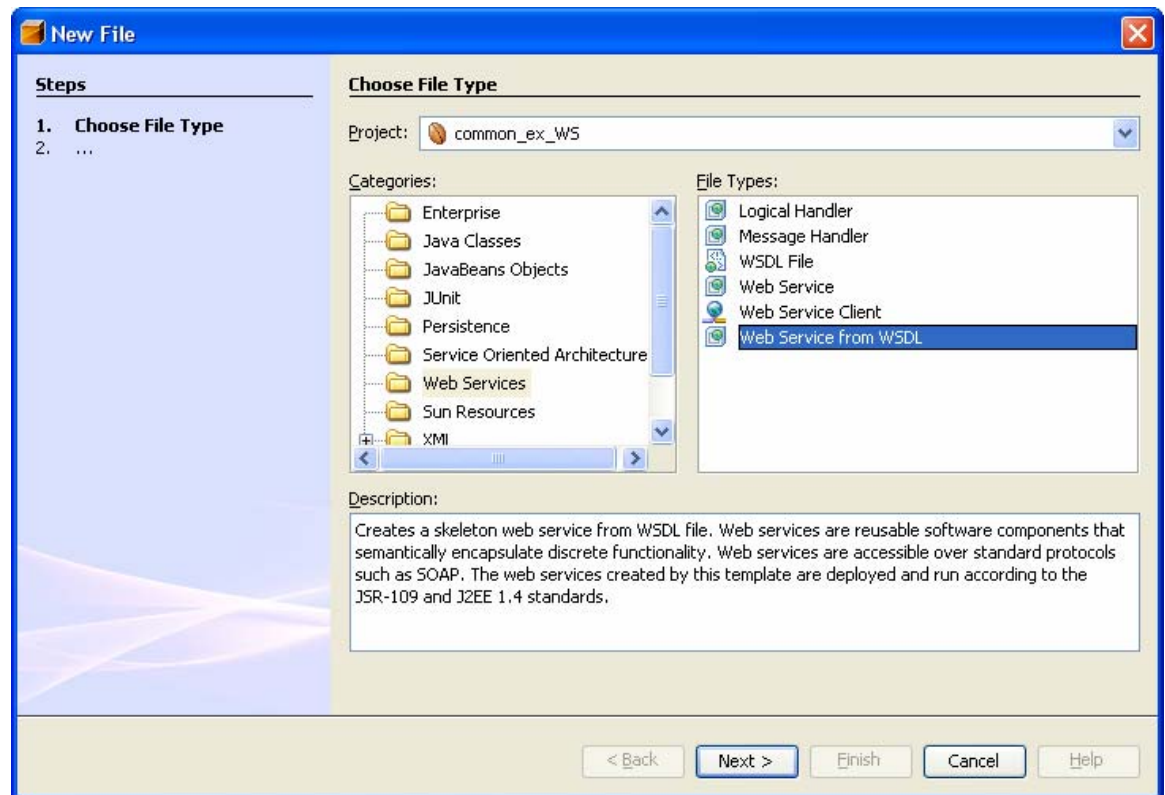 New File
Steps
1. Choose File Type
2. ...
Choose File Type
Project: common_ex_WS
Categories:
Enterprise
Java Classes
JavaBeans Objects
JUnit
Persistence
Service Oriented Architecture
Web Services
Sun Resources
XML
File Types:
Logical Handler
Message Handler
WSDL File
Web Service
Web Service Client
Web Service from WSDL
Description:
Creates a skeleton web service from WSDL file. Web services are reusable software components that
semantically encapsulate discrete functionality. Web services are accessible over standard protocols
such as SOAP. The web services created by this template are deployed and run according to the
JSR-109 and J2EE 1.4 standards.
< Back
Next >
Finish
Cancel
Help